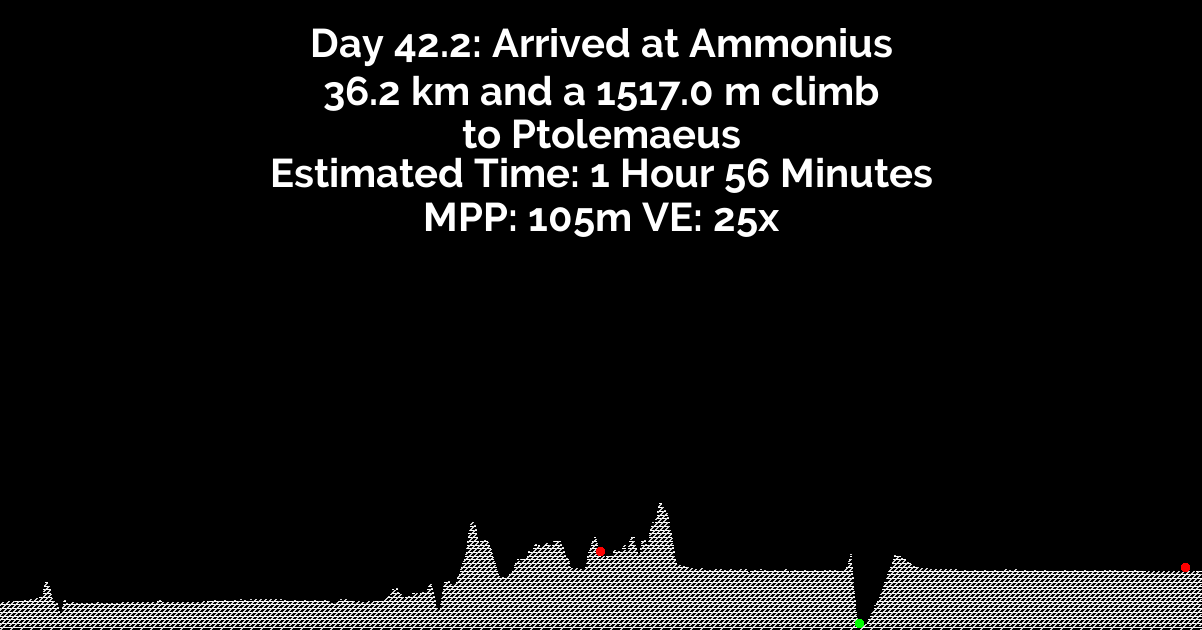 Day 42.2: Arrived at Ammonius
36.2 km and a 1517.0 m climb
to Ptolemaeus
Estimated Time: 1 Hour 56 Minutes
MPP: 105m VE: 25x